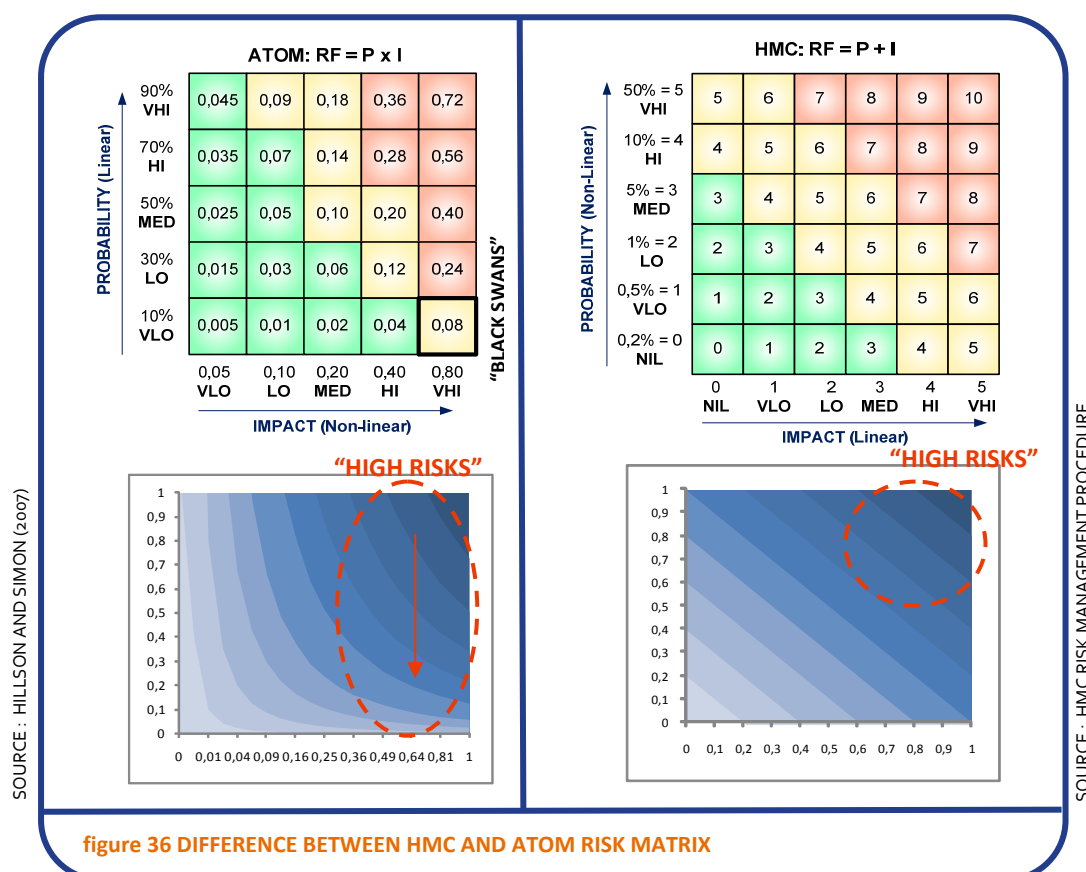 ATOM: RF = P x I
PROBABILITY (Linear)
90%
VHI
0,045 0,09 0,18 0,36 0,72
70%
HI
0,035 0,07 0,14 0,28 0,56
50%
MED
0,025 0,05 0,10 0,20 0,40
30%
LO
0,015 0,03 0,06 0,12 0,24
10%
VLO
0,005 0,01 0,02 0,04 0,08
"BLACK SWANS"
0,05 0,10 0,20 0,40 0,80
VLO LO MED HI VHI
IMPACT (Non-linear)
"HIGH RISKS"
1
0,9
0,8
0,7
0,6
0,5
0,4
0,3
0,2
0,1
0
0 0,01 0,04 0,09 0,16 0,25 0,36 0,49 0,64 0,81 1
SOURCE : HILLSON AND SIMON (2007)
HMC: RF = P + I
PROBABILITY (Non-Linear)
50% = 5
VHI
5 6 7 8 9 10
10% = 4
HI
4 5 6 7 8 9
5% = 3
MED
3 4 5 6 7 8
1% = 2
LO
2 3 4 5 6 7
0,5% = 1
VLO
1 2 3 4 5 6
0,2% = 0
NIL
0 1 2 3 4 5
0 1 2 3 4 5
NIL VLO LO MED HI VHI
IMPACT (Linear)
"HIGH RISKS"
1
0,9
0,8
0,7
0,6
0,5
0,4
0,3
0,2
0,1
0
0 0,1 0,2 0,3 0,4 0,5 0,6 0,7 0,8 0,9 1
SOURCE : HMC RISK MANAGEMENT PROCEDURE
figure 36 DIFFERENCE BETWEEN HMC AND ATOM RISK MATRIX